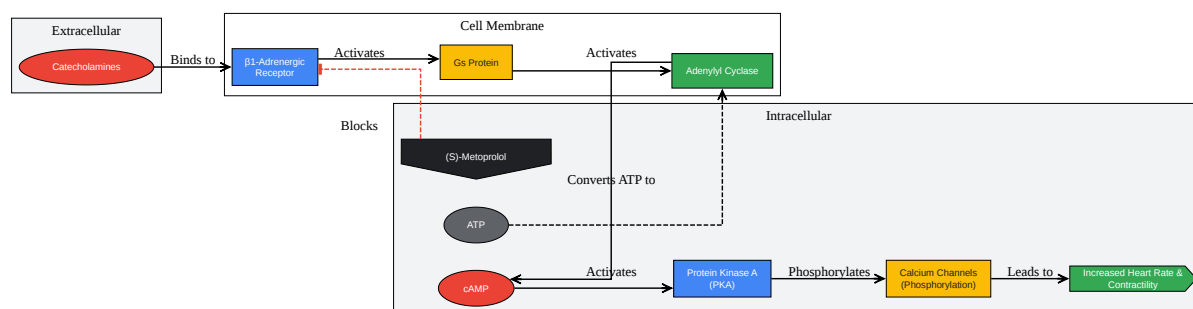 Extracellular
Catecholamines
Binds to
Cell Membrane
β1-Adrenergic
Receptor
Activates
Gs Protein
Activates
Adenylyl Cyclase
Intracellular
Blocks
(S)-Metoprolol
Converts ATP to
ATP
cAMP
Activates
Protein Kinase A
(PKA)
Phosphorylates
Calcium Channels
(Phosphorylation)
Leads to
Increased Heart Rate &
Contractility